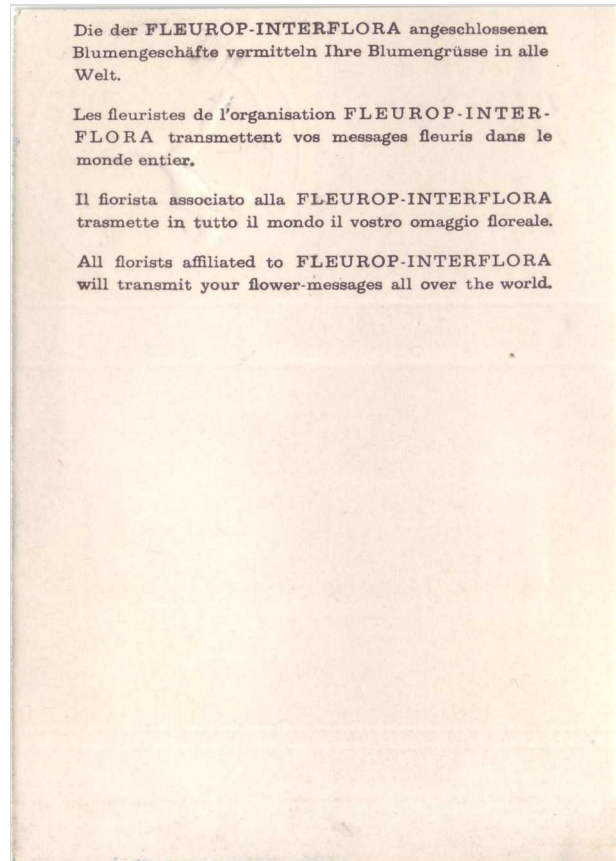 Die der FLEUROP-INTERFLORA angeschlossenen
Blumengeschäfte vermitteln Ihre Blumengrüsse in alle
Welt.
Les fleuristes de l'organisation FLEUROP-INTER-
FLORA transmettent vos messages fleuris dans le
monde entier.
Il fiorista associato alla FLEUROP-INTERFLORA
trasmette in tutto il mondo il vostro omaggio floreale.
All florists affiliated to FLEUROP-INTERFLORA
will transmit your flower-messages all over the world.